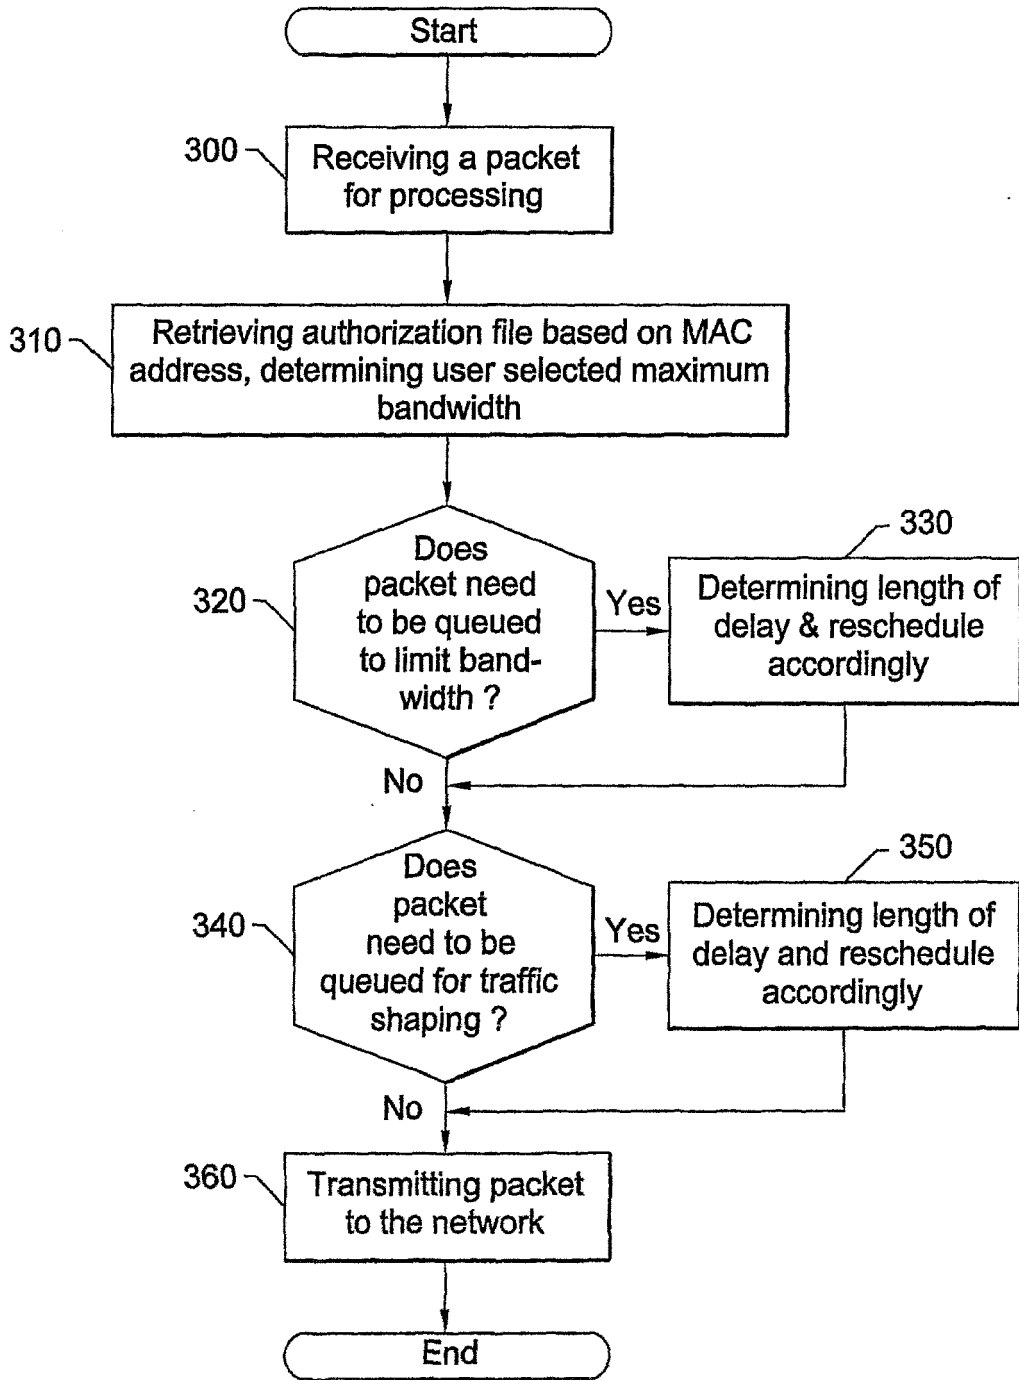 Start
300
Receiving a packet
for processing
310
Retrieving authorization file based on MAC
address, determining user selected maximum
bandwidth
320
Does
packet need
to be queued
to limit band-
width ?
Yes
330
Determining length of
delay & reschedule
accordingly
No
340
Does
packet
need to be
queued for traffic
shaping ?
Yes
350
Determining length of
delay and reschedule
accordingly
No
360
Transmitting packet
to the network
End